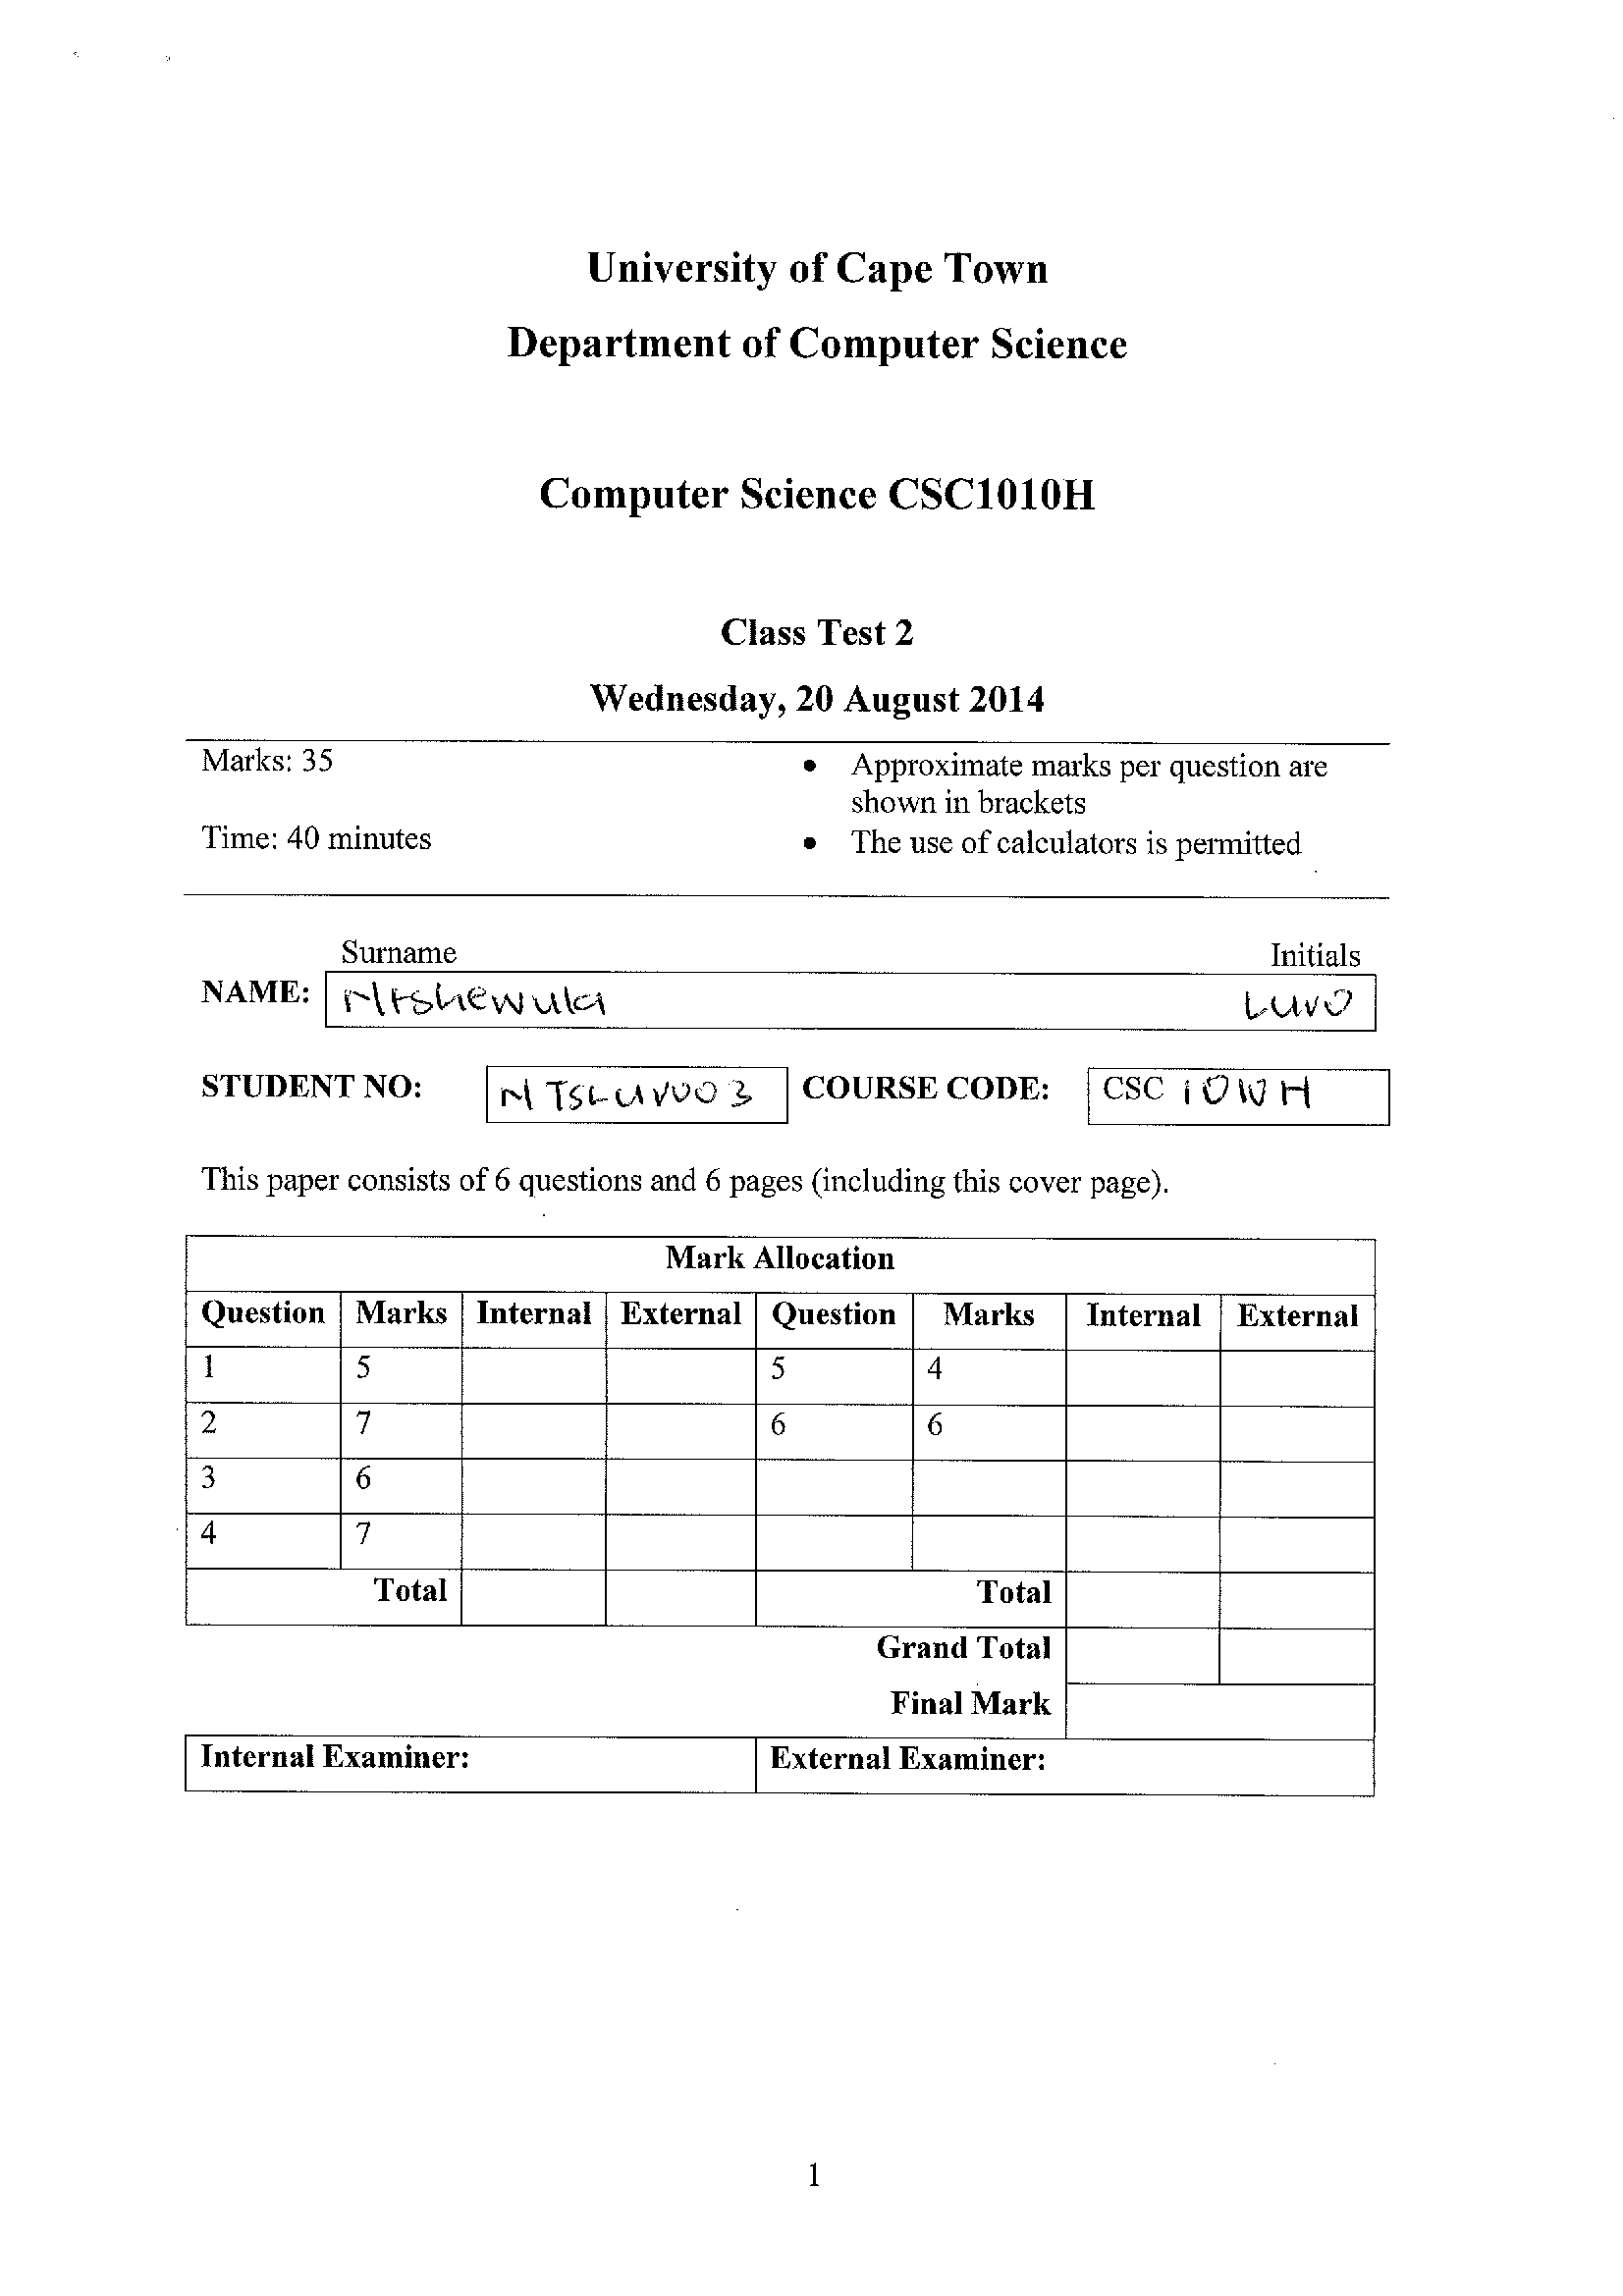 University of Cape Town
Department of Computer Science
Computer Science CSC1010H
Class Test 2
Wednesday, 20 August 2014
Marks: 35
• Approximate marks per question are
shown in brackets
Time: 40 minutes
• The use of calculators is permitted
Surname Initials
NAME: Mtshewula Luvo
STUDENT NO: MTSLUV003 COURSE CODE: CSC 1010H
This paper consists of 6 questions and 6 pages (including this cover page).
Mark Allocation
Question Marks Internal External Question Marks Internal External
1 5 5 4
2 7 6 6
3 6
4 7
Total Total
Grand Total
Final Mark
Internal Examiner: External Examiner:
1